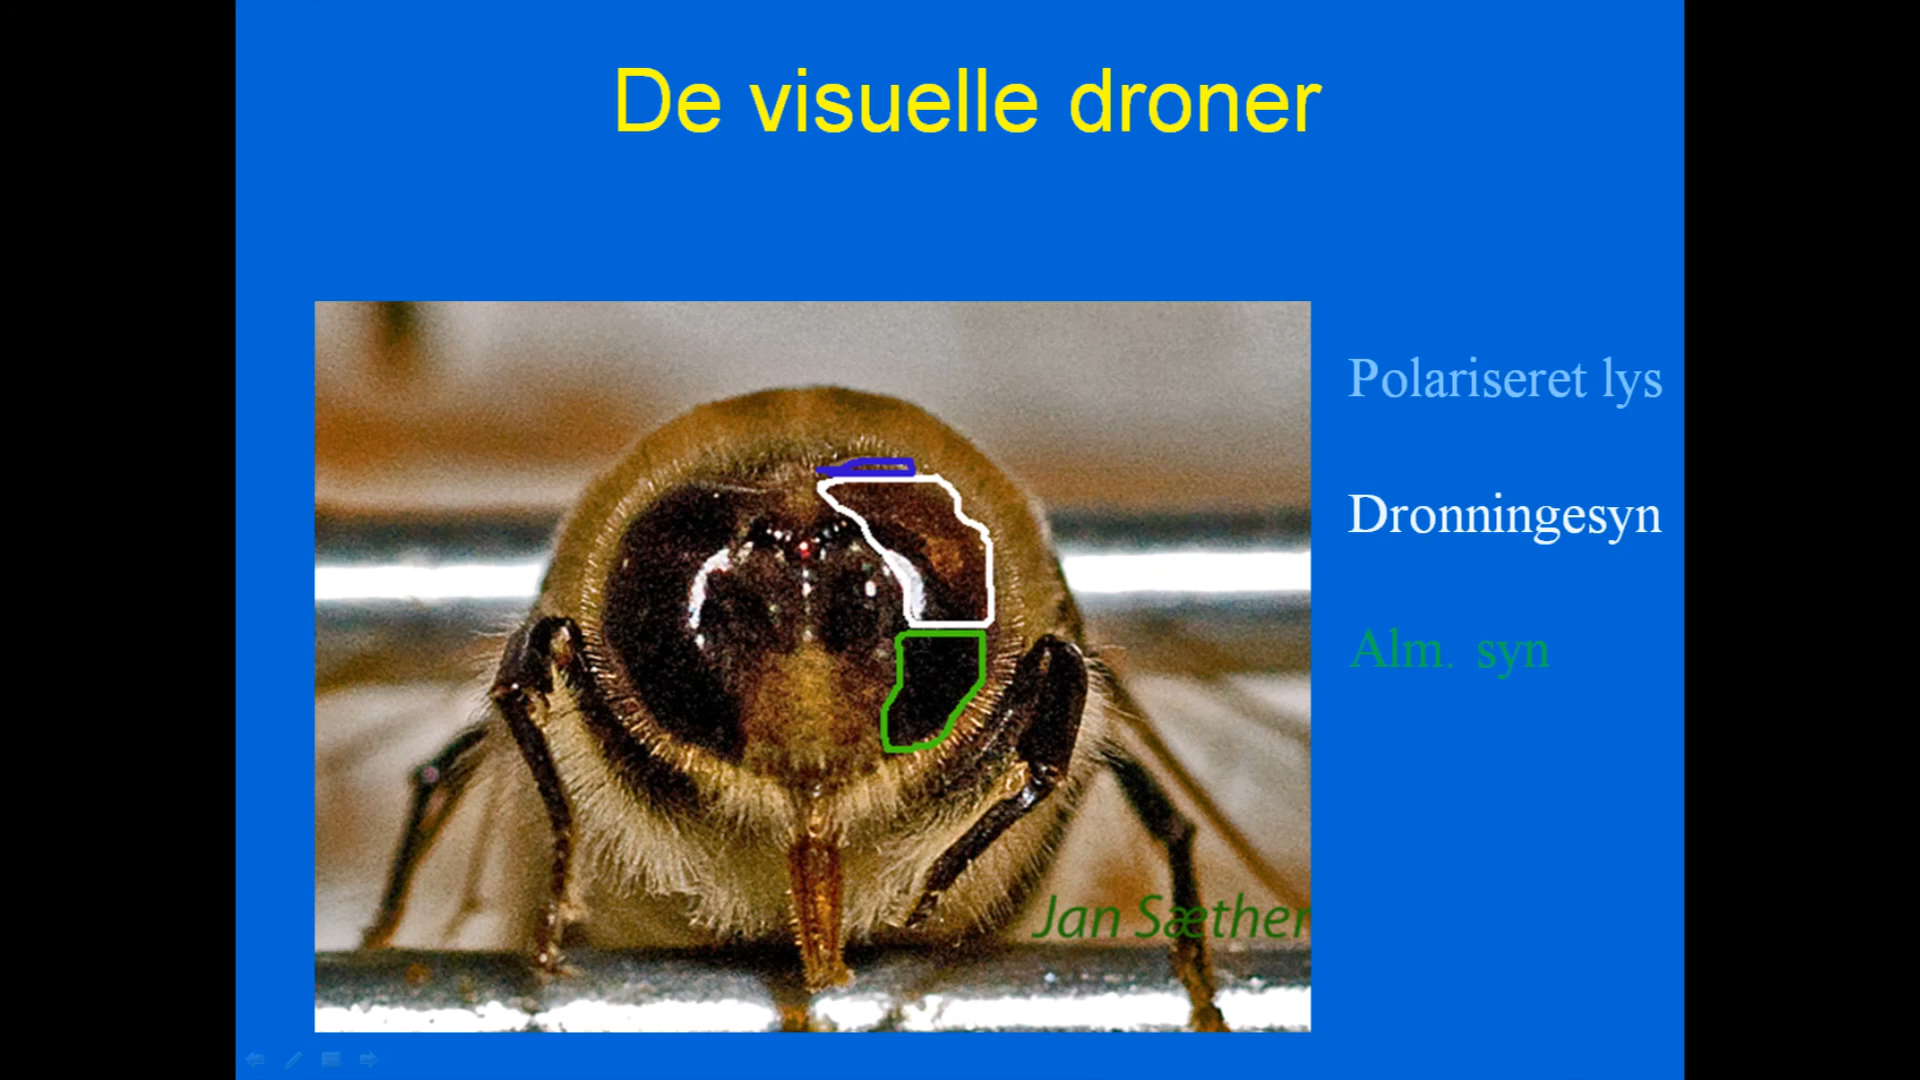 De visuelle droner
Polariseret lys
Dronningesyn
Alm. syn
Jan Sæther